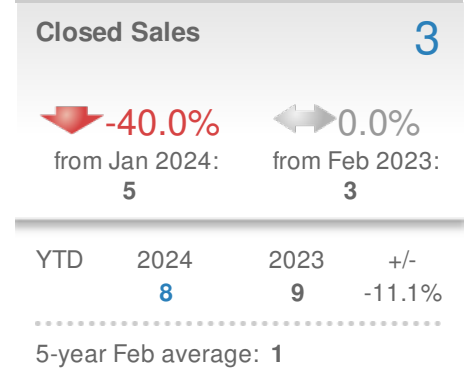 Closed Sales 3
-40.0% 0.0%
from Jan 2024: from Feb 2023:
5 3
YTD 2024 2023 +/-
8 9 -11.1%
5-year Feb average: 1